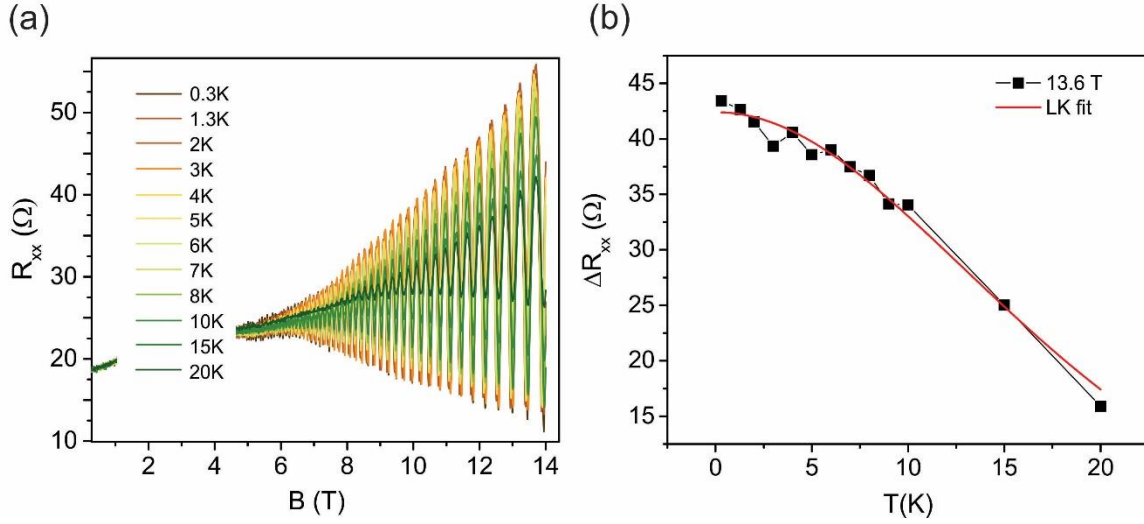 (a)
(b)
0.3K
1.3K
2K
3K
4K
5K
6K
7K
8K
10K
15K
20K
50
40
30
20
10
Rxx (Ω)
2
4
6
8
10
12
14
B (T)
13.6 T
LK fit
45
40
35
30
25
20
15
ΔRxx (Ω)
0
5
10
15
20
T(K)